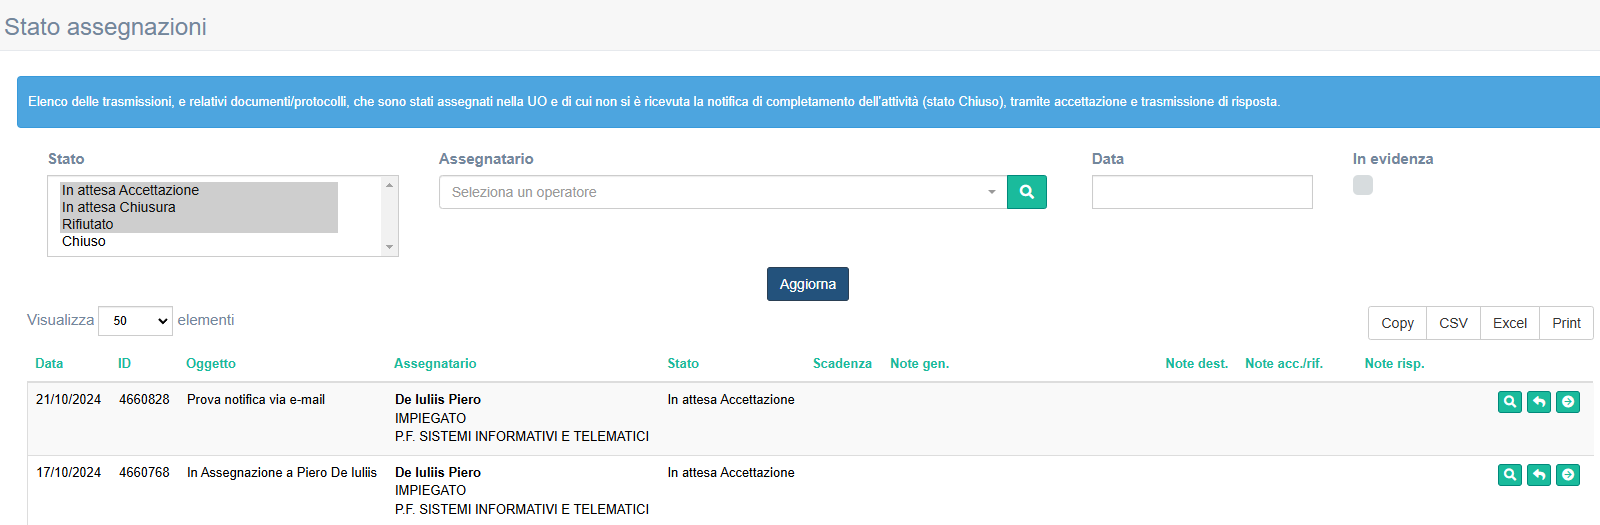 Stato assegnazioni
Elenco delle trasmissioni, e relativi documenti/protocolli, che sono stati assegnati nella UO e di cui non si è ricevuta la notifica di completamento dell'attività (stato Chiuso), tramite accettazione e trasmissione di risposta.
Stato Assegnatario Data In evidenza
In attesa Accettazione
In attesa Chiusura
Rifiutato
Chiuso
Seleziona un operatore
Aggiorna
Visualizza 50 elementi
Copy CSV Excel Print
Data ID Oggetto Assegnatario Stato Scadenza Note gen. Note dest. Note acc./rif. Note risp.
21/10/2024 4660828 Prova notifica via e-mail De Iuliis Piero In attesa Accettazione
IMPIEGATO
P.F. SISTEMI INFORMATIVI E TELEMATICI
17/10/2024 4660768 In Assegnazione a Piero De Iuliis De Iuliis Piero In attesa Accettazione
IMPIEGATO
P.F. SISTEMI INFORMATIVI E TELEMATICI